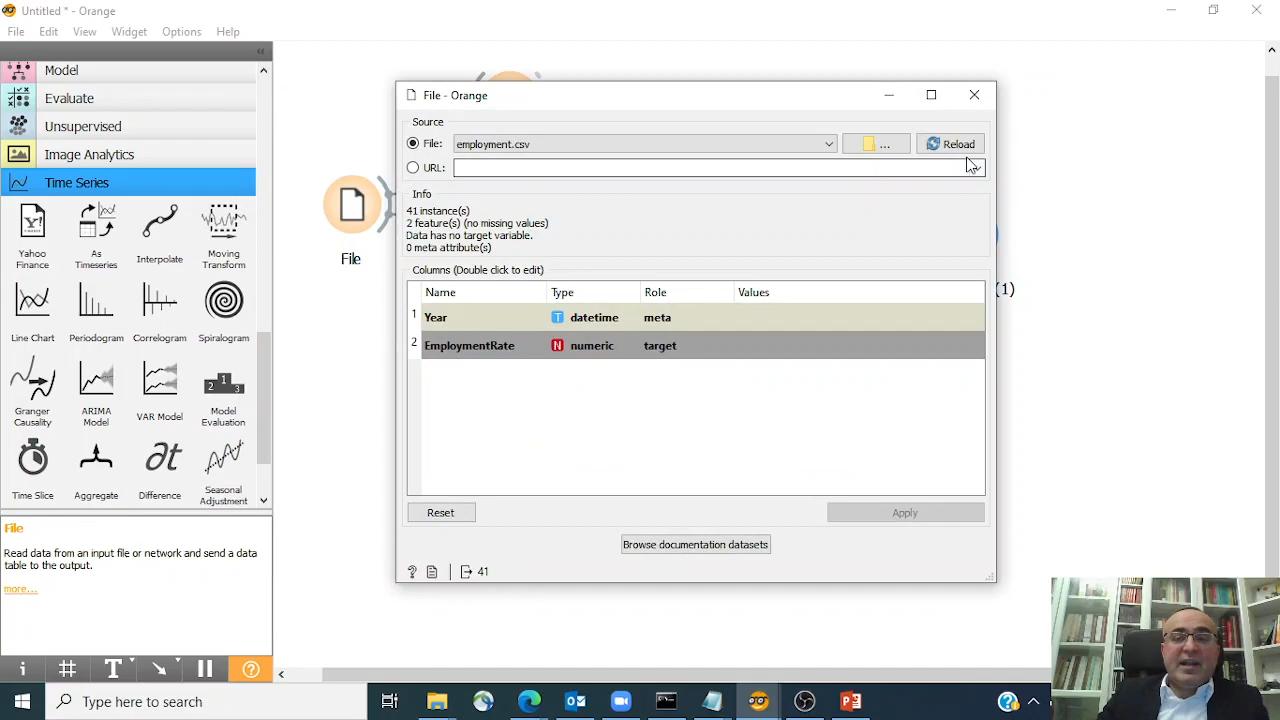 Untitled * - Orange
File Edit View Widget Options Help
Model
Evaluate
Unsupervised
Image Analytics
Time Series
Yahoo Finance
As Timeseries
Interpolate
Moving Transform
Line Chart
Periodogram
Correlogram
Spiralogram
Granger Causality
ARIMA Model
VAR Model
2 1 3
Model Evaluation
Time Slice
Aggregate
∂t
Difference
Seasonal Adjustment
File
Read data from an input file or network and send a data
table to the output.
more...
File
(1)
File - Orange
Source
File: employment.csv ... Reload
URL:
Info
41 instance(s)
2 feature(s) (no missing values)
Data has no target variable.
0 meta attribute(s)
Columns (Double click to edit)
Name Type Role Values
1 Year T datetime meta
2 EmploymentRate N numeric target
Reset Apply
Browse documentation datasets
? 41
Type here to search